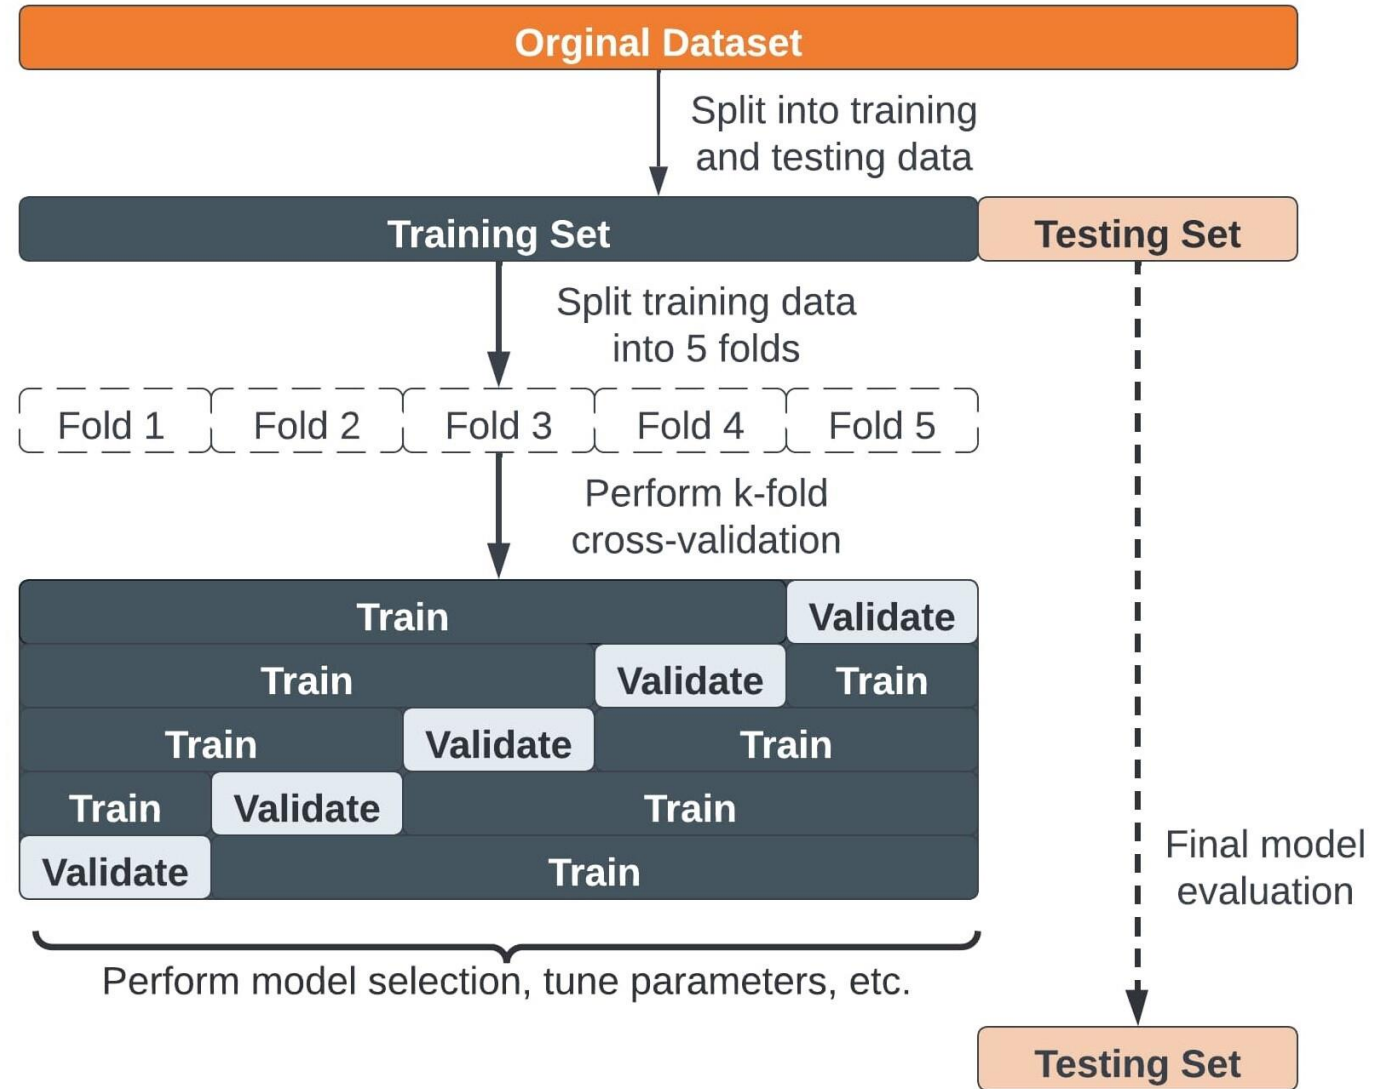 Orginal Dataset
Split into training
and testing data
Training Set
Testing Set
Split training data
into 5 folds
Fold 1
Fold 2
Fold 3
Fold 4
Fold 5
Perform k-fold
cross-validation
Train
Validate
Train
Validate
Train
Train
Validate
Train
Train
Validate
Train
Validate
Train
Final model
evaluation
Perform model selection, tune parameters, etc.
Testing Set